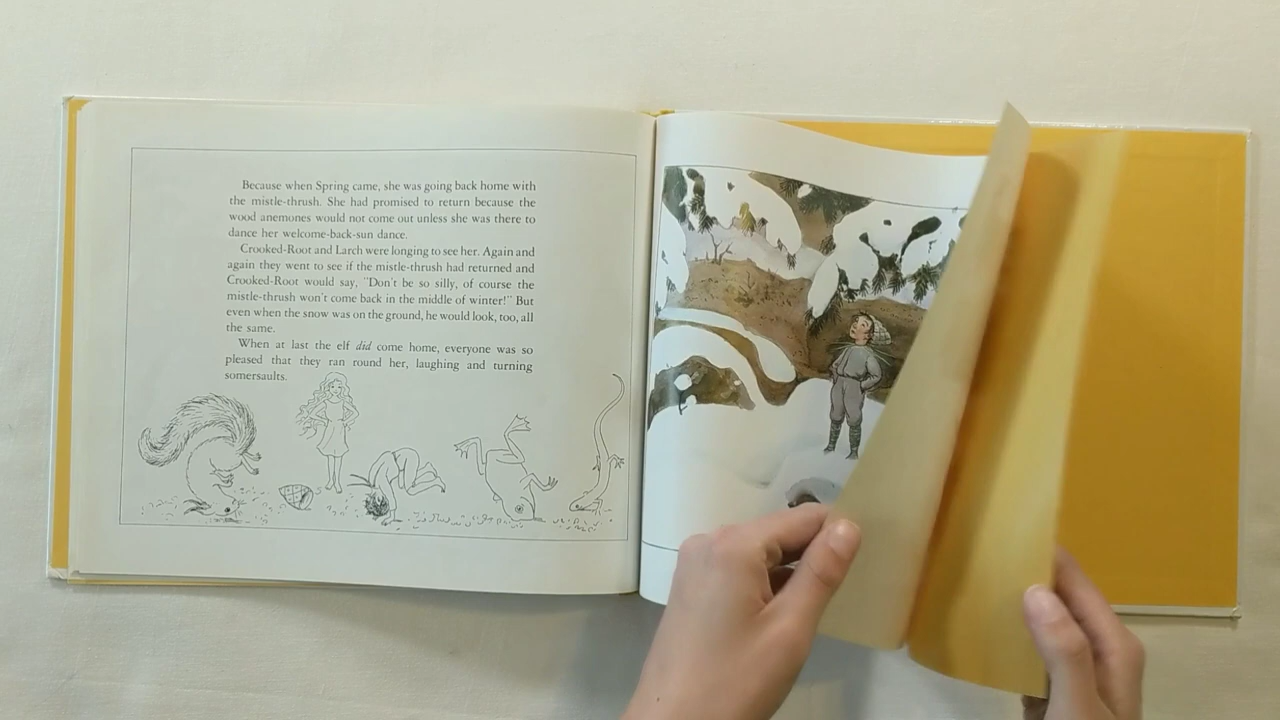 Because when Spring came, she was going back home with
the mistle-thrush. She had promised to return because the
wood anemones would not come out unless she was there to
dance her welcome-back-sun dance.
Crooked-Root and Larch were longing to see her. Again and
again they went to see if the mistle-thrush had returned and
Crooked-Root would say, "Don't be so silly, of course the
mistle-thrush won't come back in the middle of winter!" But
even when the snow was on the ground, he would look, too, all
the same.
When at last the elf did come home, everyone was so
pleased that they ran round her, laughing and turning
somersaults.